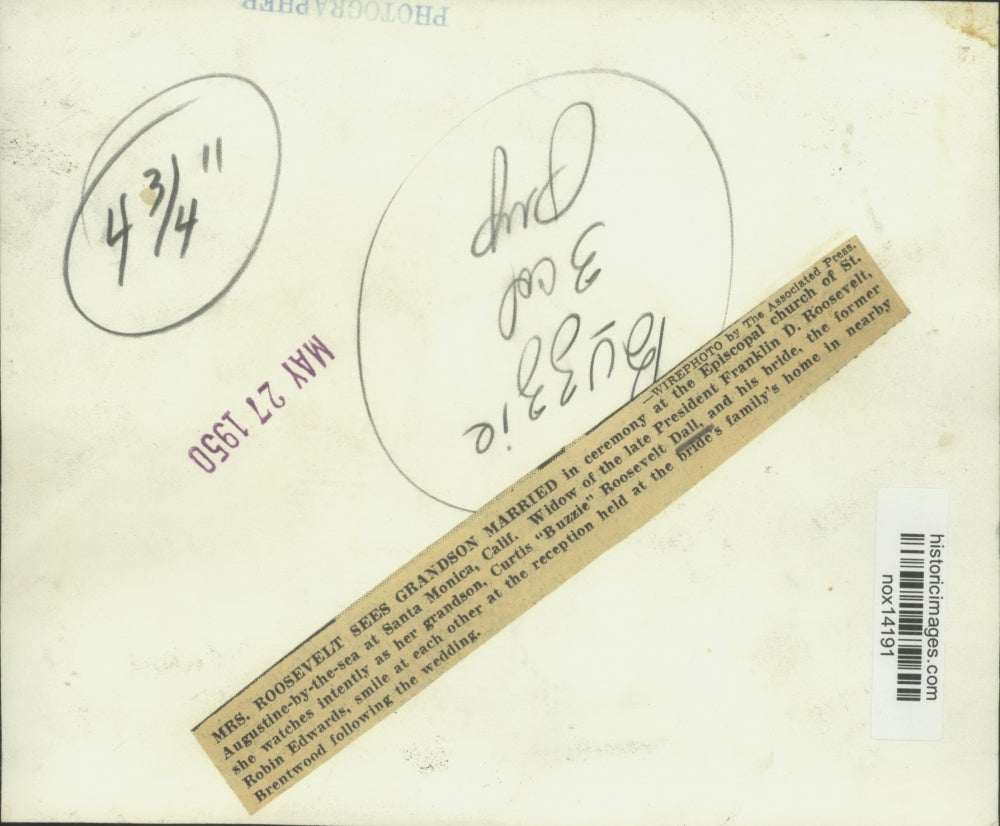 PHOTOGRAPHER
4 3/4"
Buzzie
3 col
MAY 27 1950
—WIREPHOTO by The Associated Press.
MRS. ROOSEVELT SEES GRANDSON MARRIED in ceremony at the Episcopal church of St.
Augustine-by-the-sea at Santa Monica, Calif. Widow of the late President Franklin D. Roosevelt,
she watches intently as her grandson, Curtis "Buzzie" Roosevelt Dall, and his bride, the former
Robin Edwards, smile at each other at the reception held at the bride's family's home in nearby
Brentwood following the wedding.
historicimages.com
nox14191